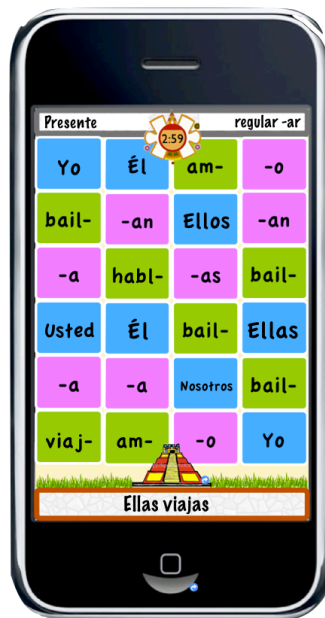 Presente 2:59 regular -ar
Yo Él am- -o
bail- -an Ellos -an
-a habl- -as bail-
Usted Él bail- Ellas
-a -a Nosotros bail-
viaj- am- -o Yo
Ellas viajas